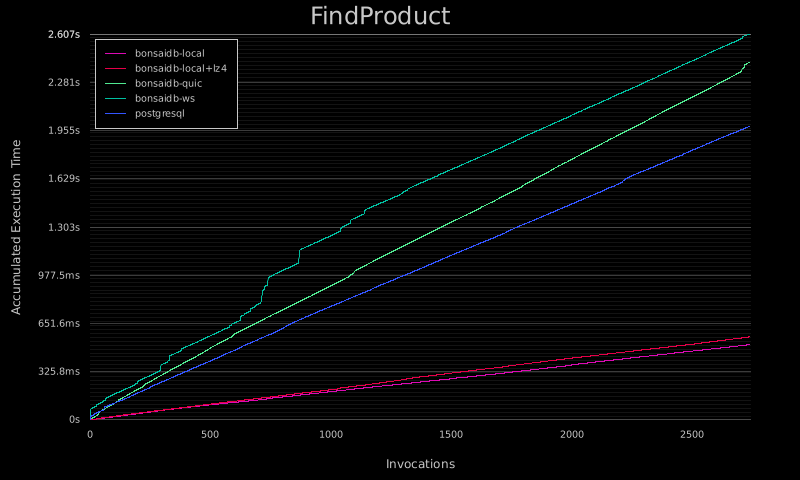 FindProduct
2.607s
2.281s
1.955s
1.629s
1.303s
977.5ms
651.6ms
325.8ms
0s
Accumulated Execution Time
bonsaidb-local
bonsaidb-local+lz4
bonsaidb-quic
bonsaidb-ws
postgresql
0
500
1000
1500
2000
2500
Invocations